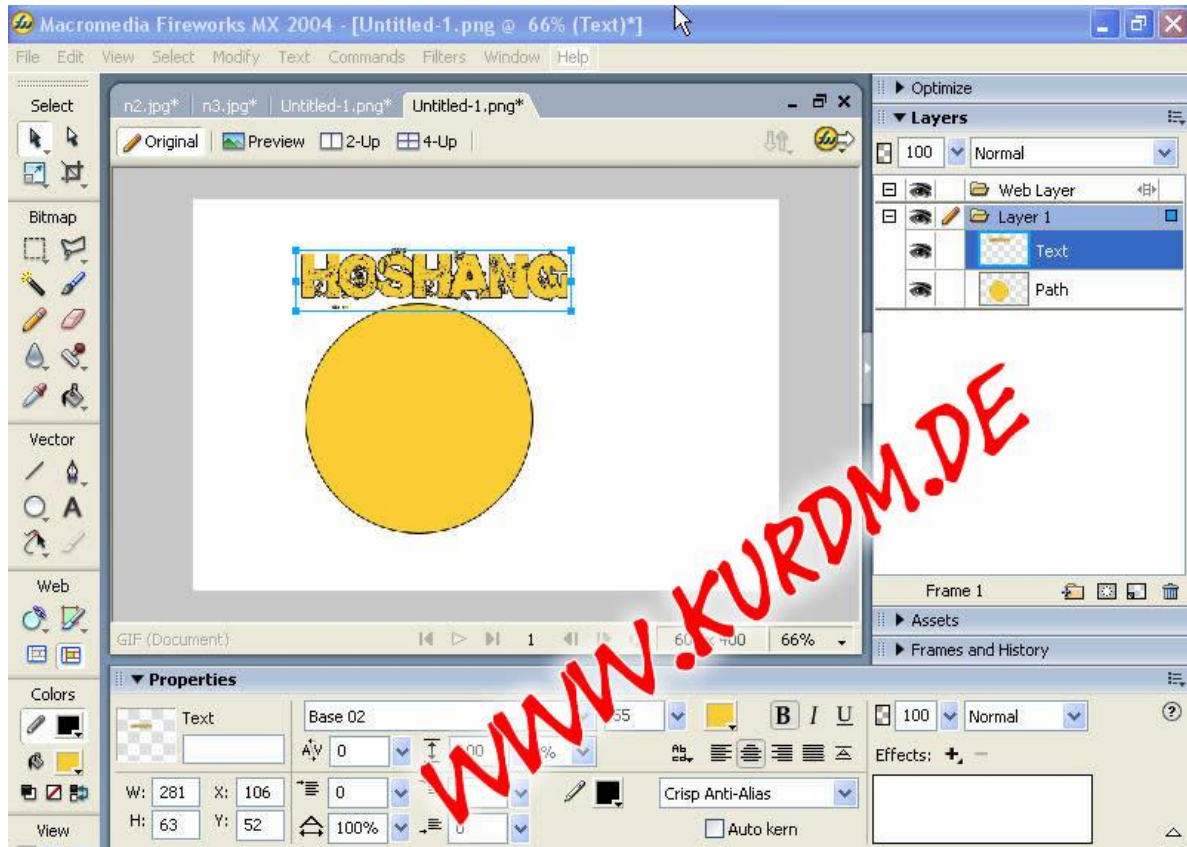 Macromedia Fireworks MX 2004 - [Untitled-1.png @ 66% (Text)*]
File Edit View Select Modify Text Commands Filters Window Help
Select
n2.jpg* n3.jpg* Untitled-1.png* Untitled-1.png*
Original Preview 2-Up 4-Up
Bitmap
Vector
Web
Colors
View
HOSHANG
GIF (Document) 1 66%
Optimize
Layers
100 Normal
Web Layer
Layer 1
Text
Path
Frame 1
Assets
Frames and History
Properties
Text Base 02 B I U 100 Normal
0 % Effects:
W: 281 X: 106 0 Crisp Anti-Alias
H: 63 Y: 52 100% 0 Auto kern
WWW.KURDM.DE